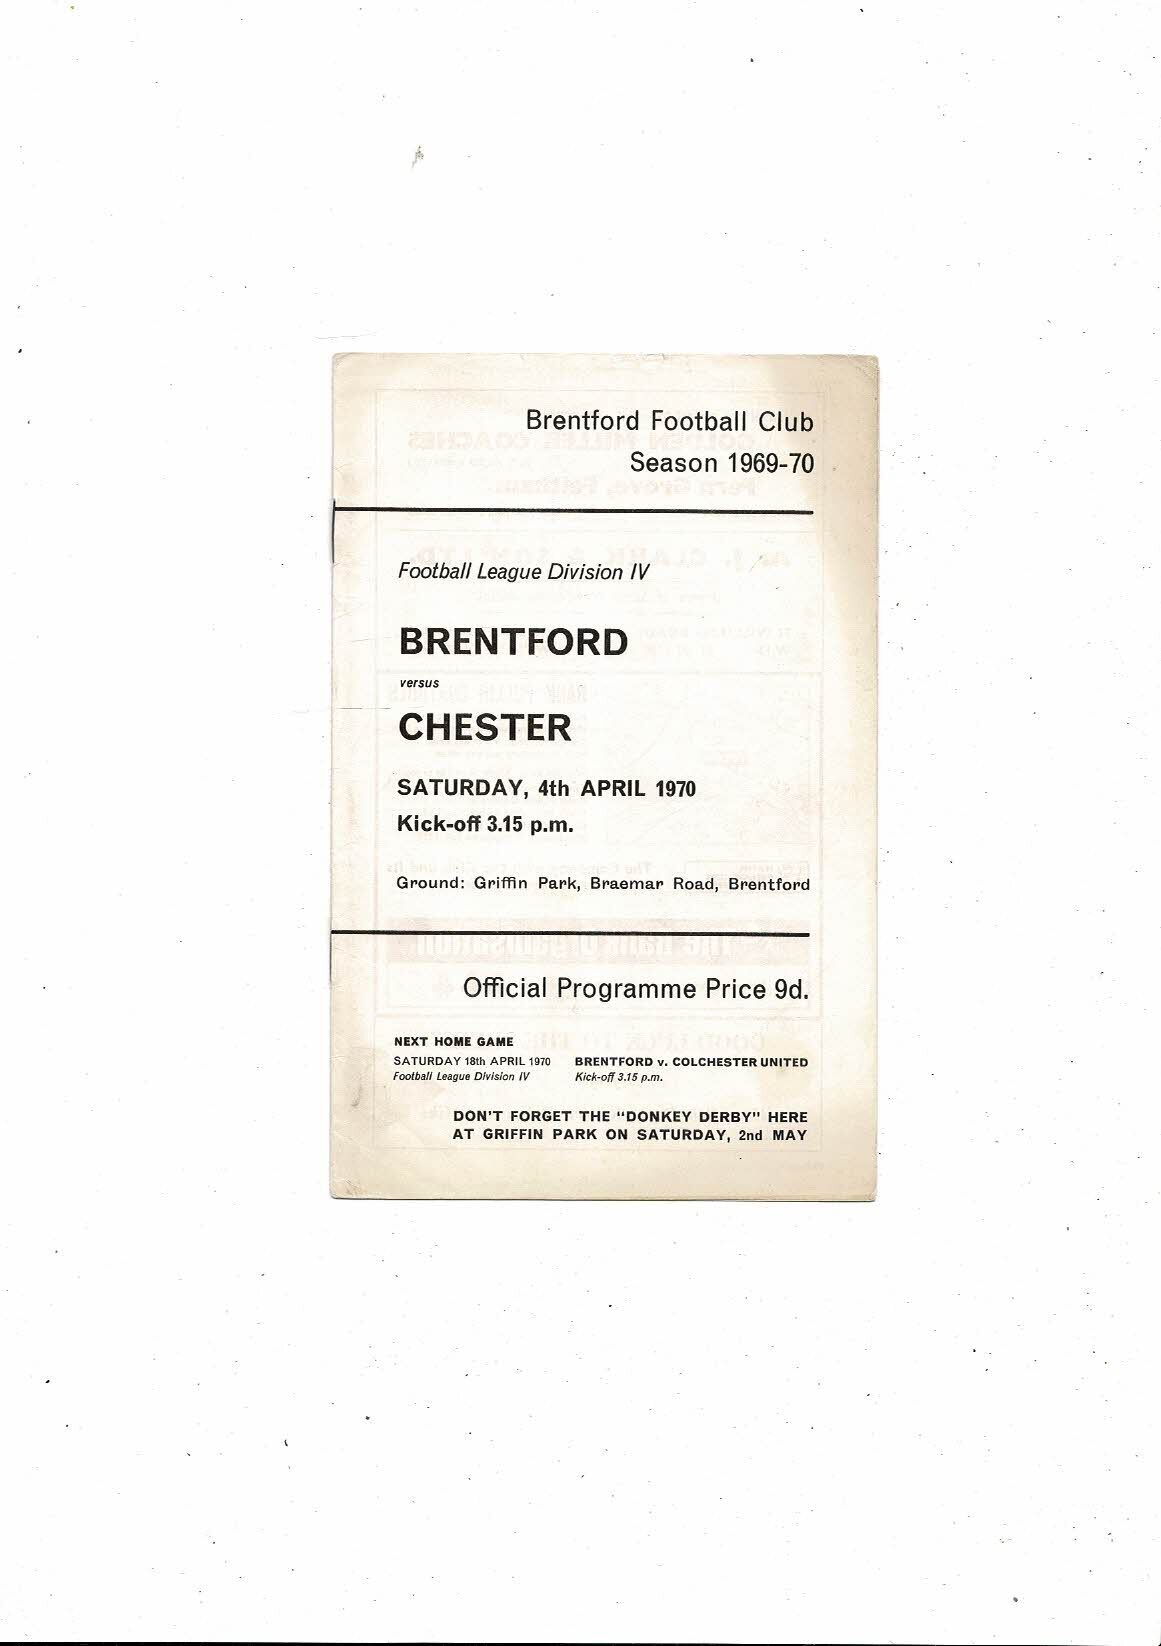 Brentford Football Club
Season 1969-70
Football League Division IV
BRENTFORD
versus
CHESTER
SATURDAY, 4th APRIL 1970
Kick-off 3.15 p.m.
Ground: Griffin Park, Braemar Road, Brentford
Official Programme Price 9d.
NEXT HOME GAME
SATURDAY 18th APRIL 1970 BRENTFORD v. COLCHESTER UNITED
Football League Division IV Kick-off 3.15 p.m.
DON'T FORGET THE "DONKEY DERBY" HERE
AT GRIFFIN PARK ON SATURDAY, 2nd MAY